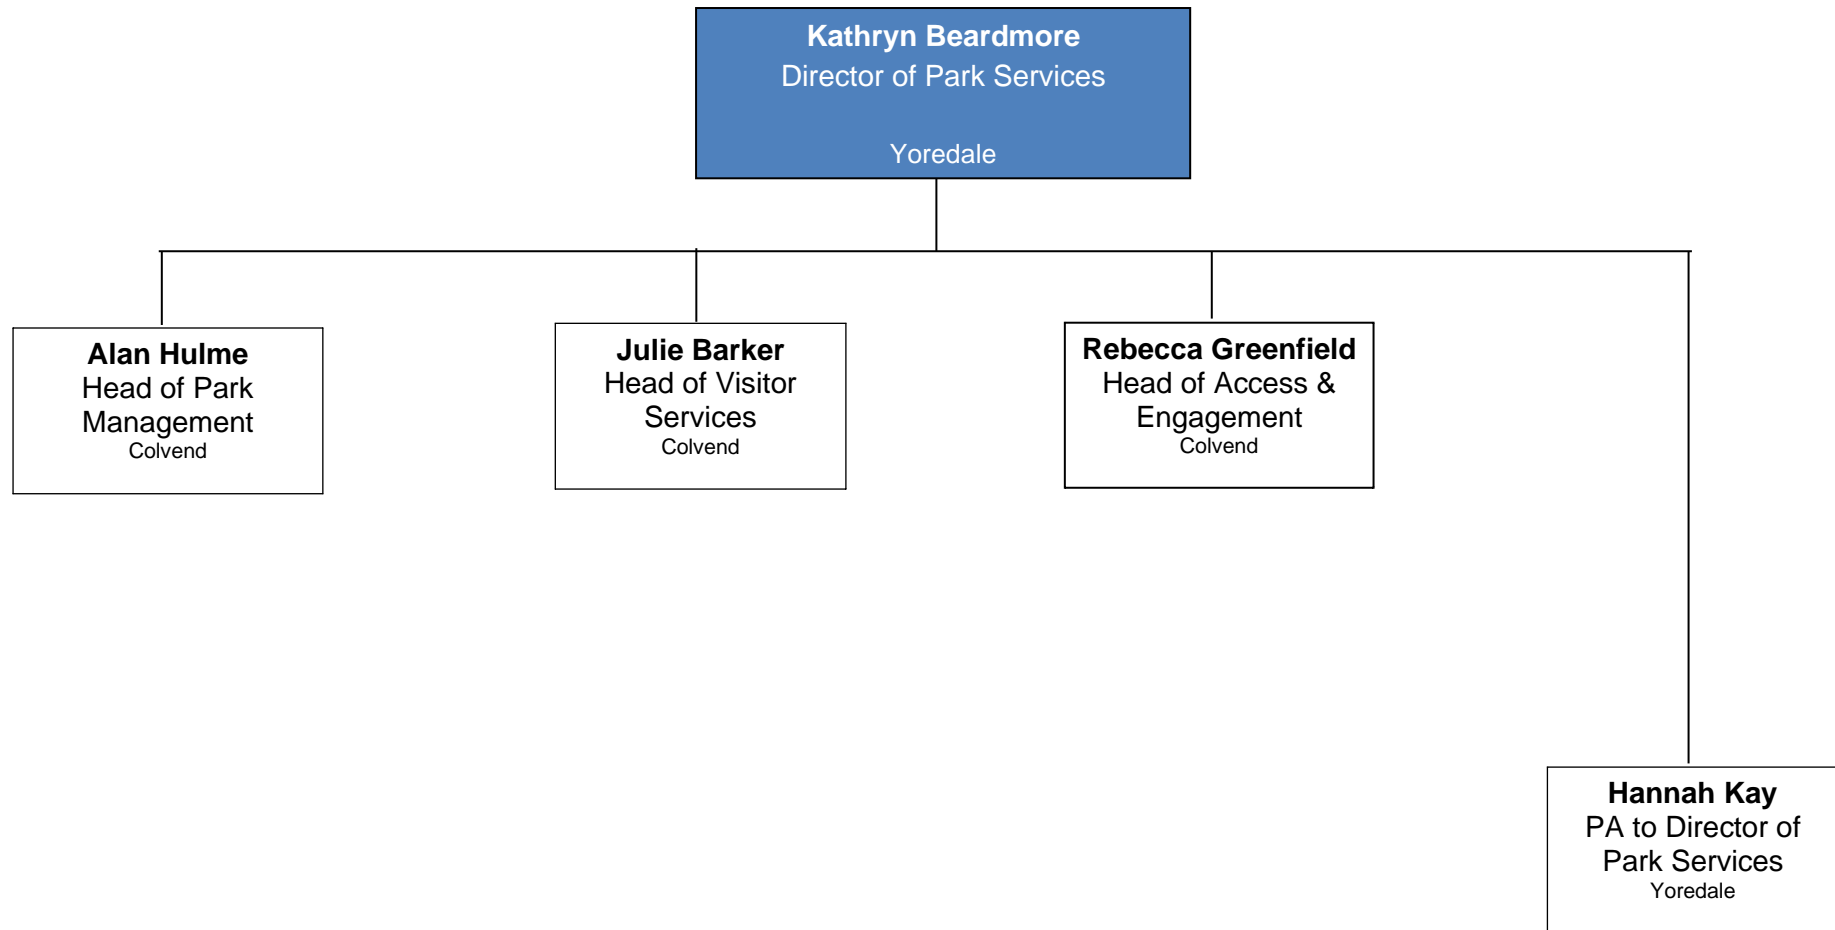 Kathryn Beardmore
Director of Park Services
Yoredale
Alan Hulme
Head of Park
Management
Colvend
Julie Barker
Head of Visitor
Services
Colvend
Rebecca Greenfield
Head of Access &
Engagement
Colvend
Hannah Kay
PA to Director of
Park Services
Yoredale